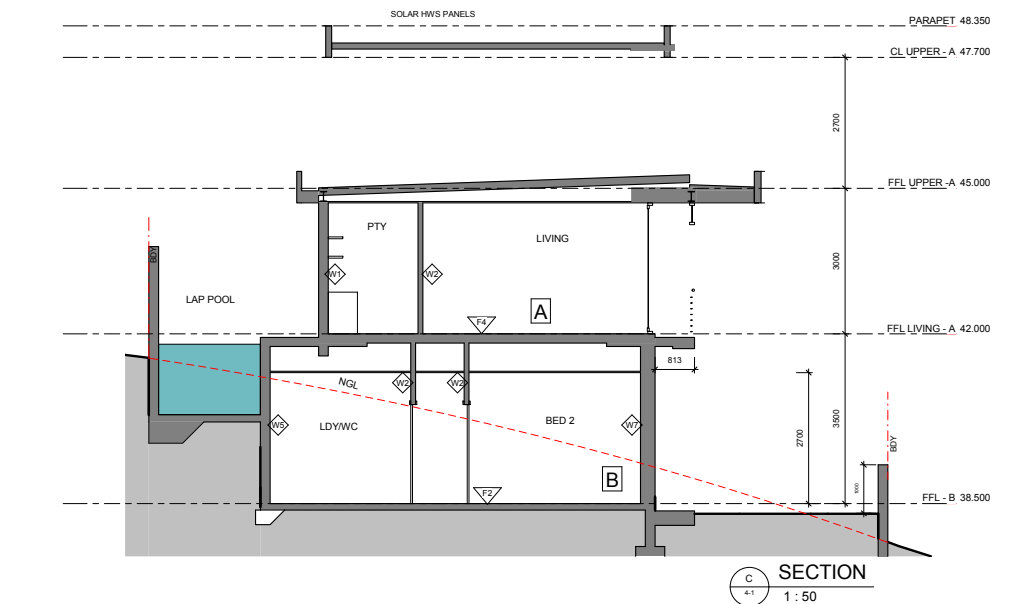 SOLAR HWS PANELS
PARAPET 48.350
CL UPPER - A 47.700
2700
FFL UPPER -A 45.000
PTY
LIVING
BDY
W1
W2
3000
LAP POOL
A
F4
FFL LIVING - A 42.000
813
NGL
W2
W2
W5
LDY/WC
BED 2
W7
2700
3500
BDY
B
1000
F2
FFL - B 38.500
C
4-1
SECTION
1 : 50